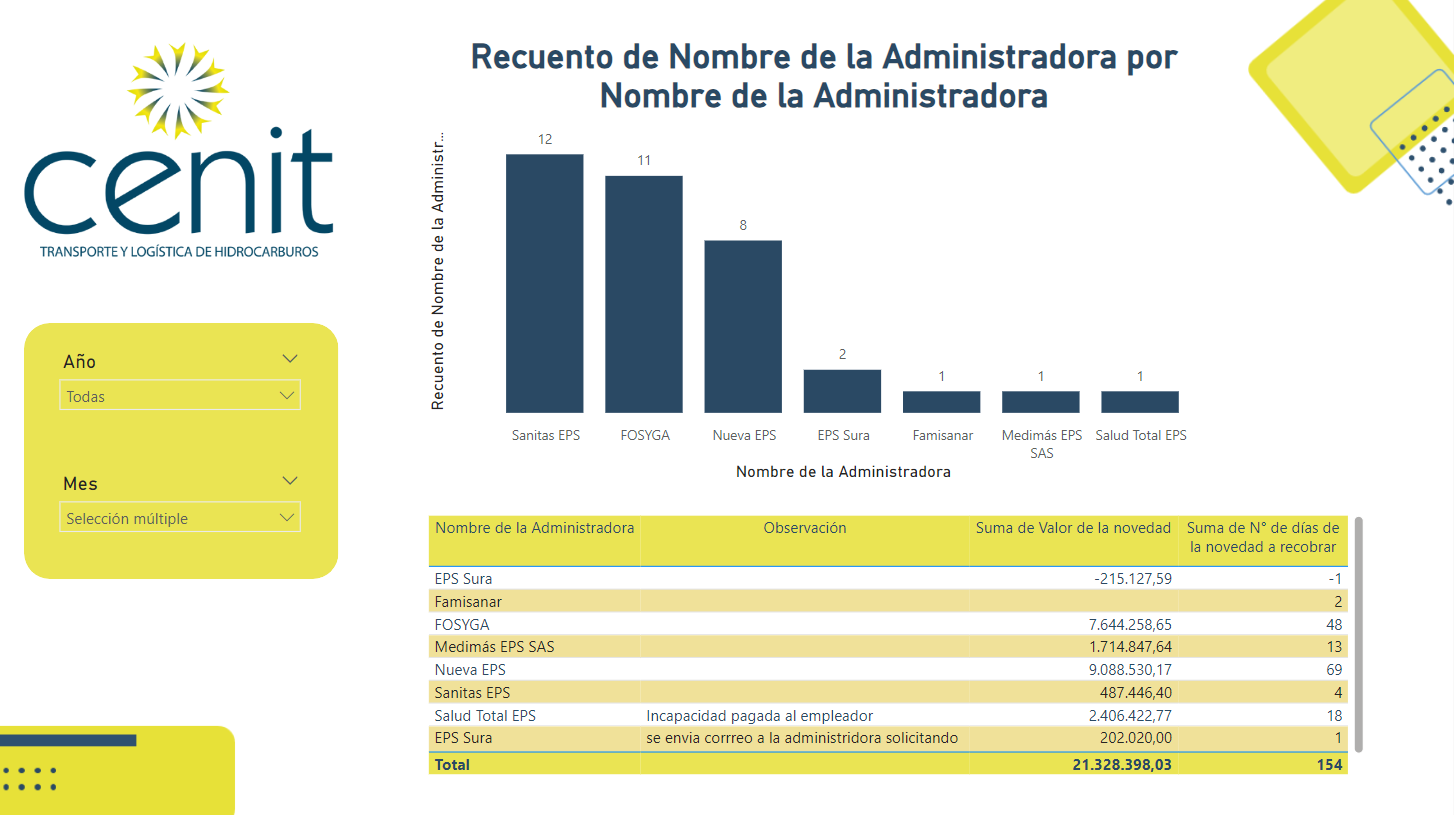 cenit
TRANSPORTE Y LOGÍSTICA DE HIDROCARBUROS
Año
Todas
Mes
Selección múltiple
Recuento de Nombre de la Administradora por
Nombre de la Administradora
Recuento de Nombre de la Administr...
12
11
8
2
1
1
1
Sanitas EPS
FOSYGA
Nueva EPS
EPS Sura
Famisanar
Medimás EPS
SAS
Salud Total EPS
Nombre de la Administradora
Nombre de la Administradora Observación Suma de Valor de la novedad Suma de N° de días de
la novedad a recobrar
EPS Sura -215.127,59 -1
Famisanar 2
FOSYGA 7.644.258,65 48
Medimás EPS SAS 1.714.847,64 13
Nueva EPS 9.088.530,17 69
Sanitas EPS 487.446,40 4
Salud Total EPS Incapacidad pagada al empleador 2.406.422,77 18
EPS Sura se envia corrreo a la administridora solicitando 202.020,00 1
Total 21.328.398,03 154